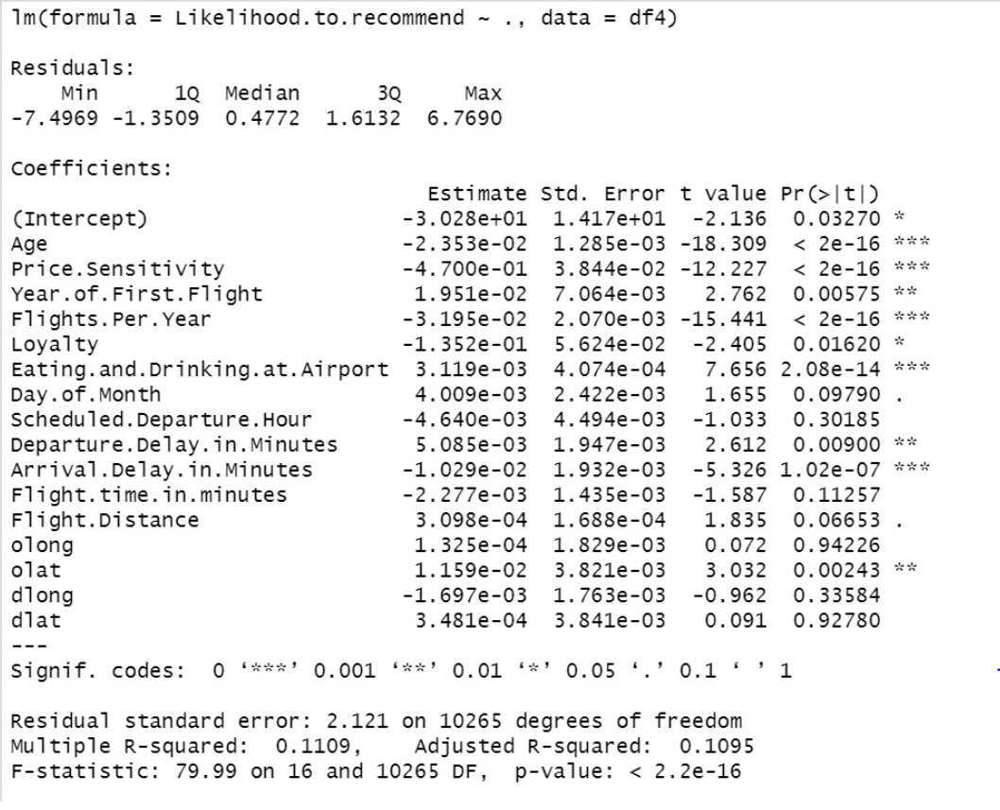 lm(formula = Likelihood.to.recommend ~ ., data = df4)
Residuals:
Min 1Q Median 3Q Max
-7.4969 -1.3509 0.4772 1.6132 6.7690
Coefficients:
Estimate Std. Error t value Pr(>|t|)
(Intercept) -3.028e+01 1.417e+01 -2.136 0.03270 *
Age -2.353e-02 1.285e-03 -18.309 < 2e-16 ***
Price.Sensitivity -4.700e-01 3.844e-02 -12.227 < 2e-16 ***
Year.of.First.Flight 1.951e-02 7.064e-03 2.762 0.00575 **
Flights.Per.Year -3.195e-02 2.070e-03 -15.441 < 2e-16 ***
Loyalty -1.352e-01 5.624e-02 -2.405 0.01620 *
Eating.and.Drinking.at.Airport 3.119e-03 4.074e-04 7.656 2.08e-14 ***
Day.of.Month 4.009e-03 2.422e-03 1.655 0.09790 .
Scheduled.Departure.Hour -4.640e-03 4.494e-03 -1.033 0.30185
Departure.Delay.in.Minutes 5.085e-03 1.947e-03 2.612 0.00900 **
Arrival.Delay.in.Minutes -1.029e-02 1.932e-03 -5.326 1.02e-07 ***
Flight.time.in.minutes -2.277e-03 1.435e-03 -1.587 0.11257
Flight.Distance 3.098e-04 1.688e-04 1.835 0.06653 .
olong 1.325e-04 1.829e-03 0.072 0.94226
olat 1.159e-02 3.821e-03 3.032 0.00243 **
dlong -1.697e-03 1.763e-03 -0.962 0.33584
dlat 3.481e-04 3.841e-03 0.091 0.92780
---
Signif. codes: 0 ‘***’ 0.001 ‘**’ 0.01 ‘*’ 0.05 ‘.’ 0.1 ‘ ’ 1
Residual standard error: 2.121 on 10265 degrees of freedom
Multiple R-squared: 0.1109, Adjusted R-squared: 0.1095
F-statistic: 79.99 on 16 and 10265 DF, p-value: < 2.2e-16